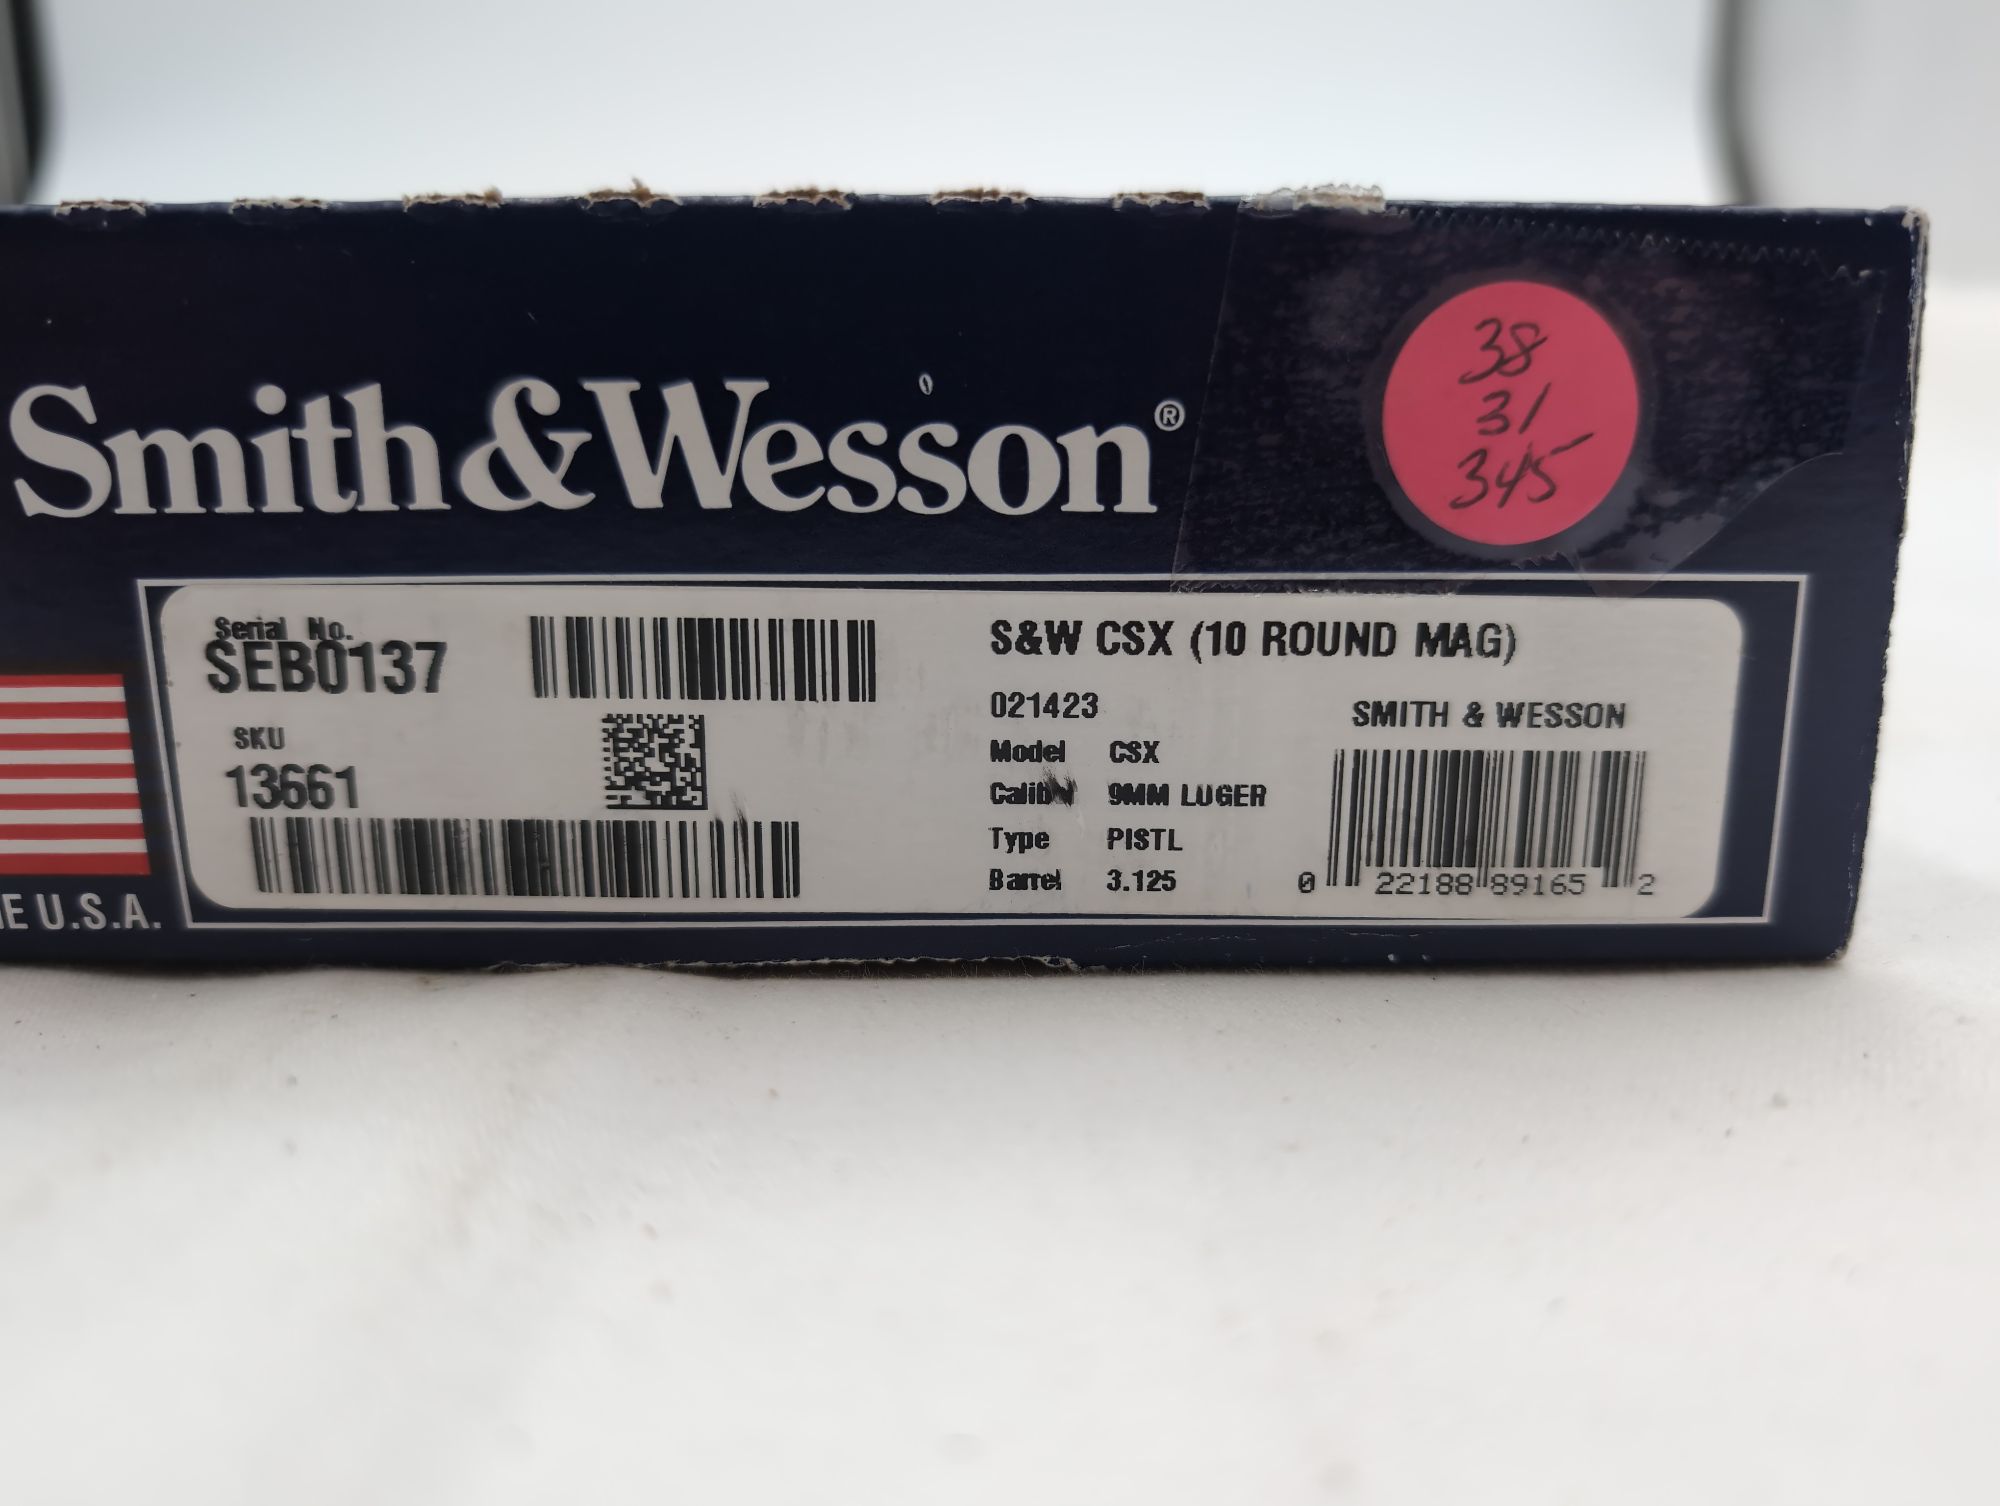 Smith & Wesson®
38
31
345
Serial No.
SEB0137
SKU
13661
S&W CSX (10 ROUND MAG)
021423
Model CSX
9MM LUGER
Type PISTL
Barrel 3.125
SMITH & WESSON
0 22188 89165 2
U.S.A.